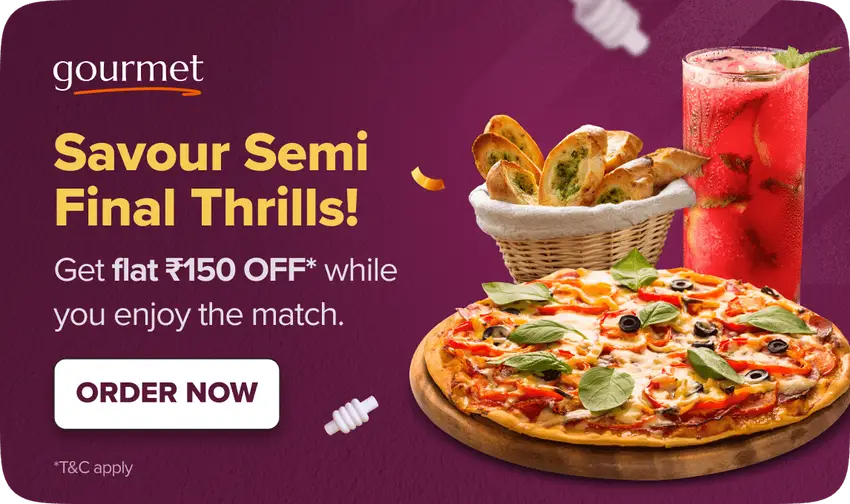 gourmet
Savour Semi
Final Thrills!
Get flat ₹150 OFF* while
you enjoy the match.
ORDER NOW
*T&C apply